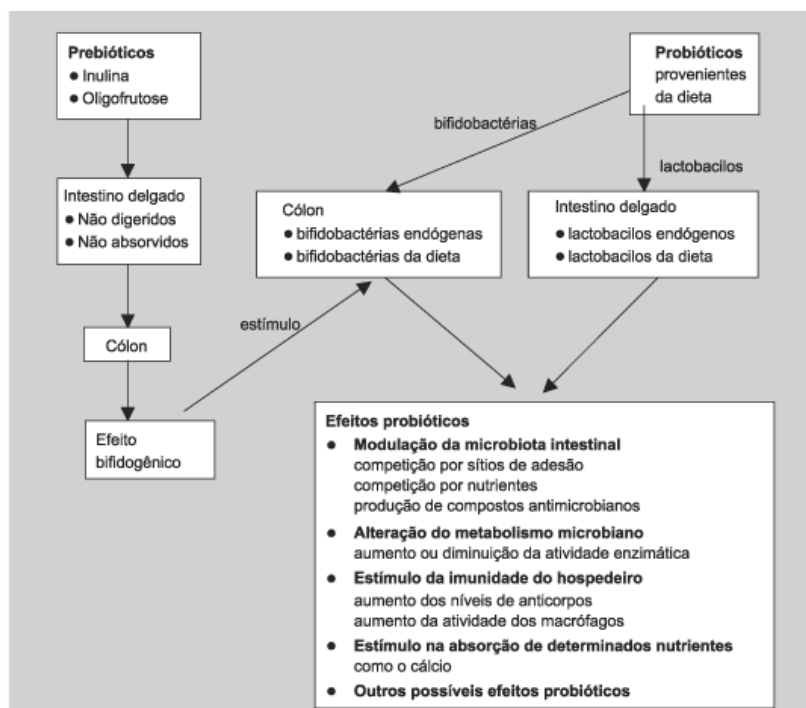 Prebióticos
● Inulina
● Oligofrutose
Probióticos
provenientes
da dieta
bifidobactérias
lactobacilos
Intestino delgado
● Não digeridos
● Não absorvidos
Cólon
● bifidobactérias endógenas
● bifidobactérias da dieta
Intestino delgado
● lactobacilos endógenos
● lactobacilos da dieta
estímulo
Cólon
Efeito
bifidogênico
Efeitos probióticos
● Modulação da microbiota intestinal
competição por sítios de adesão
competição por nutrientes
produção de compostos antimicrobianos
● Alteração do metabolismo microbiano
aumento ou diminuição da atividade enzimática
● Estímulo da imunidade do hospedeiro
aumento dos níveis de anticorpos
aumento da atividade dos macrófagos
● Estímulo na absorção de determinados nutrientes
como o cálcio
● Outros possíveis efeitos probióticos